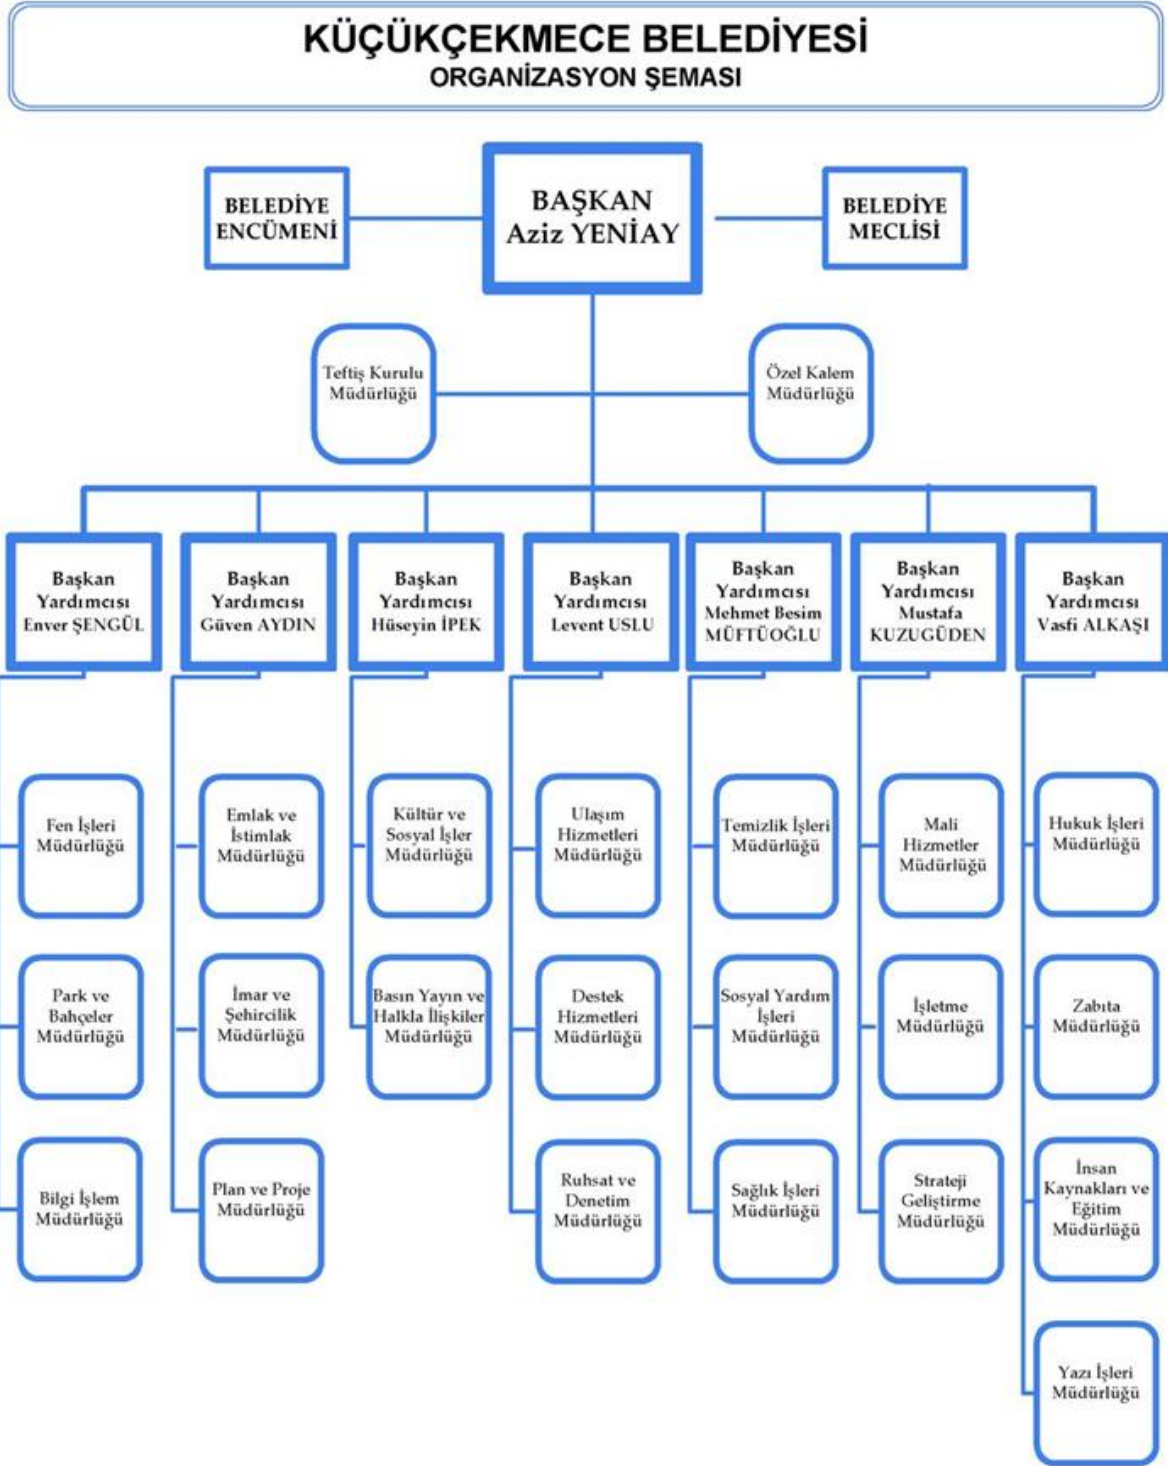 KÜÇÜKÇEKMECE BELEDİYESİ
ORGANİZASYON ŞEMASI
BELEDİYE
ENCÜMENİ
BAŞKAN
Aziz YENİAY
BELEDİYE
MECLİSİ
Teftiş Kurulu
Müdürlüğü
Özel Kalem
Müdürlüğü
Başkan
Yardımcısı
Enver ŞENGÜL
Başkan
Yardımcısı
Güven AYDIN
Başkan
Yardımcısı
Hüseyin İPEK
Başkan
Yardımcısı
Levent USLU
Başkan
Yardımcısı
Mehmet Besim
MÜFTÜOĞLU
Başkan
Yardımcısı
Mustafa
KUZUGÜDEN
Başkan
Yardımcısı
Vasfi ALKAŞI
Fen İşleri
Müdürlüğü
Emlak ve
İstimlak
Müdürlüğü
Kültür ve
Sosyal İşler
Müdürlüğü
Ulaşım
Hizmetleri
Müdürlüğü
Temizlik İşleri
Müdürlüğü
Mali
Hizmetler
Müdürlüğü
Hukuk İşleri
Müdürlüğü
Park ve
Bahçeler
Müdürlüğü
İmar ve
Şehircilik
Müdürlüğü
Basın Yayın ve
Halkla İlişkiler
Müdürlüğü
Destek
Hizmetleri
Müdürlüğü
Sosyal Yardım
İşleri
Müdürlüğü
İşletme
Müdürlüğü
Zabıta
Müdürlüğü
Bilgi İşlem
Müdürlüğü
Plan ve Proje
Müdürlüğü
Ruhsat ve
Denetim
Müdürlüğü
Sağlık İşleri
Müdürlüğü
Strateji
Geliştirme
Müdürlüğü
İnsan
Kaynakları ve
Eğitim
Müdürlüğü
Yazı İşleri
Müdürlüğü